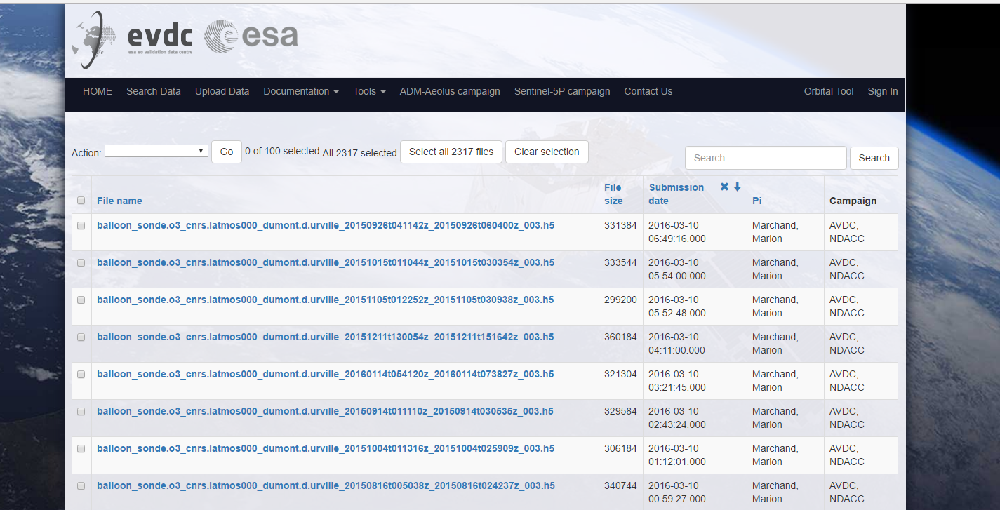 evdc
esa eo validation data centre
esa
HOME Search Data Upload Data Documentation Tools ADM-Aeolus campaign Sentinel-5P campaign Contact Us Orbital Tool Sign In
Action: --------- Go 0 of 100 selected All 2317 selected Select all 2317 files Clear selection Search Search
File name File size Submission date Pi Campaign
balloon_sonde.o3_cnrs.latmos000_dumont.d.urville_20150926t041142z_20150926t060400z_003.h5 331384 2016-03-10 Marchand, AVDC,
06:49:16.000 Marion NDACC
balloon_sonde.o3_cnrs.latmos000_dumont.d.urville_20151015t011044z_20151015t030354z_003.h5 333544 2016-03-10 Marchand, AVDC,
05:54:00.000 Marion NDACC
balloon_sonde.o3_cnrs.latmos000_dumont.d.urville_20151105t012252z_20151105t030938z_003.h5 299200 2016-03-10 Marchand, AVDC,
05:52:48.000 Marion NDACC
balloon_sonde.o3_cnrs.latmos000_dumont.d.urville_20151211t130054z_20151211t151642z_003.h5 360184 2016-03-10 Marchand, AVDC,
04:11:00.000 Marion NDACC
balloon_sonde.o3_cnrs.latmos000_dumont.d.urville_20160114t054120z_20160114t073827z_003.h5 321304 2016-03-10 Marchand, AVDC,
03:21:45.000 Marion NDACC
balloon_sonde.o3_cnrs.latmos000_dumont.d.urville_20150914t011110z_20150914t030535z_003.h5 329584 2016-03-10 Marchand, AVDC,
02:43:24.000 Marion NDACC
balloon_sonde.o3_cnrs.latmos000_dumont.d.urville_20151004t011316z_20151004t025909z_003.h5 306184 2016-03-10 Marchand, AVDC,
01:12:01.000 Marion NDACC
balloon_sonde.o3_cnrs.latmos000_dumont.d.urville_20150816t005038z_20150816t024237z_003.h5 340744 2016-03-10 Marchand, AVDC,
00:59:27.000 Marion NDACC